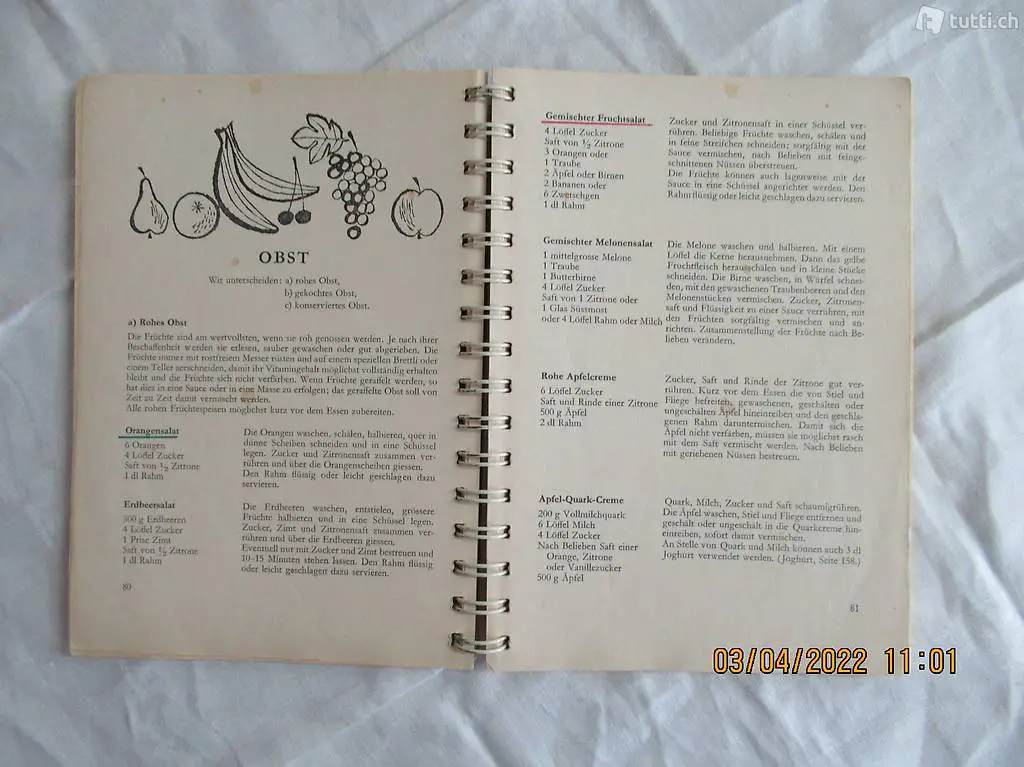 tutti.ch
OBST
Wir unterscheiden: a) rohes Obst,
b) gekochtes Obst,
c) konserviertes Obst.
a) Rohes Obst
Die Früchte sind am wertvollsten, wenn sie roh genossen werden. Je nach ihrer
Beschaffenheit werden sie erlesen, sauber gewaschen oder gut abgerieben. Die
Früchte immer mit rostfreiem Messer rüsten und auf einem speziellen Brettli oder
einem Teller zerschneiden, damit ihr Vitamingehalt möglichst vollständig erhalten
bleibt und die Früchte sich nicht verfärben. Wenn Früchte geraffelt werden, so
hat dies in eine Sauce oder in eine Masse zu erfolgen; das geraffelte Obst soll von
Zeit zu Zeit damit vermischt werden.
Alle rohen Früchtespeisen möglichst kurz vor dem Essen zubereiten.
Orangensalat
6 Orangen
4 Löffel Zucker
Saft von ½ Zitrone
1 dl Rahm
Die Orangen waschen, schälen, halbieren, quer in
dünne Scheiben schneiden und in eine Schüssel
legen. Zucker und Zitronensaft zusammen ver-
rühren und über die Orangenscheiben giessen.
Den Rahm flüssig oder leicht geschlagen dazu
servieren.
Erdbeersalat
500 g Erdbeeren
4 Löffel Zucker
1 Prise Zimt
Saft von ½ Zitrone
1 dl Rahm
Die Erdbeeren waschen, entstielen, grössere
Früchte halbieren und in eine Schüssel legen.
Zucker, Zimt und Zitronensaft zusammen ver-
rühren und über die Erdbeeren giessen.
Eventuell nur mit Zucker und Zimt bestreuen und
10–15 Minuten stehen lassen. Den Rahm flüssig
oder leicht geschlagen dazu servieren.
80
Gemischter Fruchtsalat
4 Löffel Zucker
Saft von ½ Zitrone
3 Orangen oder
1 Traube
2 Äpfel oder Birnen
2 Bananen oder
6 Zwetschgen
1 dl Rahm
Zucker und Zitronensaft in einer Schüssel ver-
rühren. Beliebige Früchte waschen, schälen und
in feine Streifchen schneiden; sorgfältig mit der
Sauce vermischen, nach Belieben mit feinge-
schnittenen Nüssen überstreuen.
Die Früchte können auch lagenweise mit der
Sauce in eine Schüssel angerichtet werden. Den
Rahm flüssig oder leicht geschlagen dazu servieren.
Gemischter Melonensalat
1 mittelgrosse Melone
1 Traube
1 Butterbirne
4 Löffel Zucker
Saft von 1 Zitrone oder
1 Glas Süssmost
oder 4 Löffel Rahm oder Milch
Die Melone waschen und halbieren. Mit einem
Löffel die Kerne herausnehmen. Dann das gelbe
Fruchtfleisch herausschälen und in kleine Stücke
schneiden. Die Birne waschen, in Würfel schnei-
den, mit den gewaschenen Traubenbeeren und den
Melonenstücken vermischen. Zucker, Zitronen-
saft und Flüssigkeit zu einer Sauce verrühren, mit
den Früchten sorgfältig vermischen und an-
richten. Zusammenstellung der Früchte nach Be-
lieben verändern.
Rohe Apfelcreme
6 Löffel Zucker
Saft und Rinde einer Zitrone
500 g Äpfel
2 dl Rahm
Zucker, Saft und Rinde der Zitrone gut ver-
rühren. Kurz vor dem Essen die von Stiel und
Fliege befreiten, gewaschenen, geschälten oder
ungeschälten Äpfel hineintreiben und den geschla-
genen Rahm daruntermischen. Damit sich die
Äpfel nicht verfärben, müssen sie möglichst rasch
mit dem Saft vermischt werden. Nach Belieben
mit geriebenen Nüssen bestreuen.
Apfel-Quark-Creme
200 g Vollmilchquark
6 Löffel Milch
4 Löffel Zucker
Nach Belieben Saft einer
Orange, Zitrone
oder Vanillezucker
500 g Äpfel
Quark, Milch, Zucker und Saft schaumigrühren.
Die Äpfel waschen, Stiel und Fliege entfernen und
geschält oder ungeschält in die Quarkcreme hin-
eintreiben, sofort damit vermischen.
An Stelle von Quark und Milch können auch 3 dl
Joghurt verwendet werden. (Joghurt, Seite 158.)
81
03/04/2022 11:01